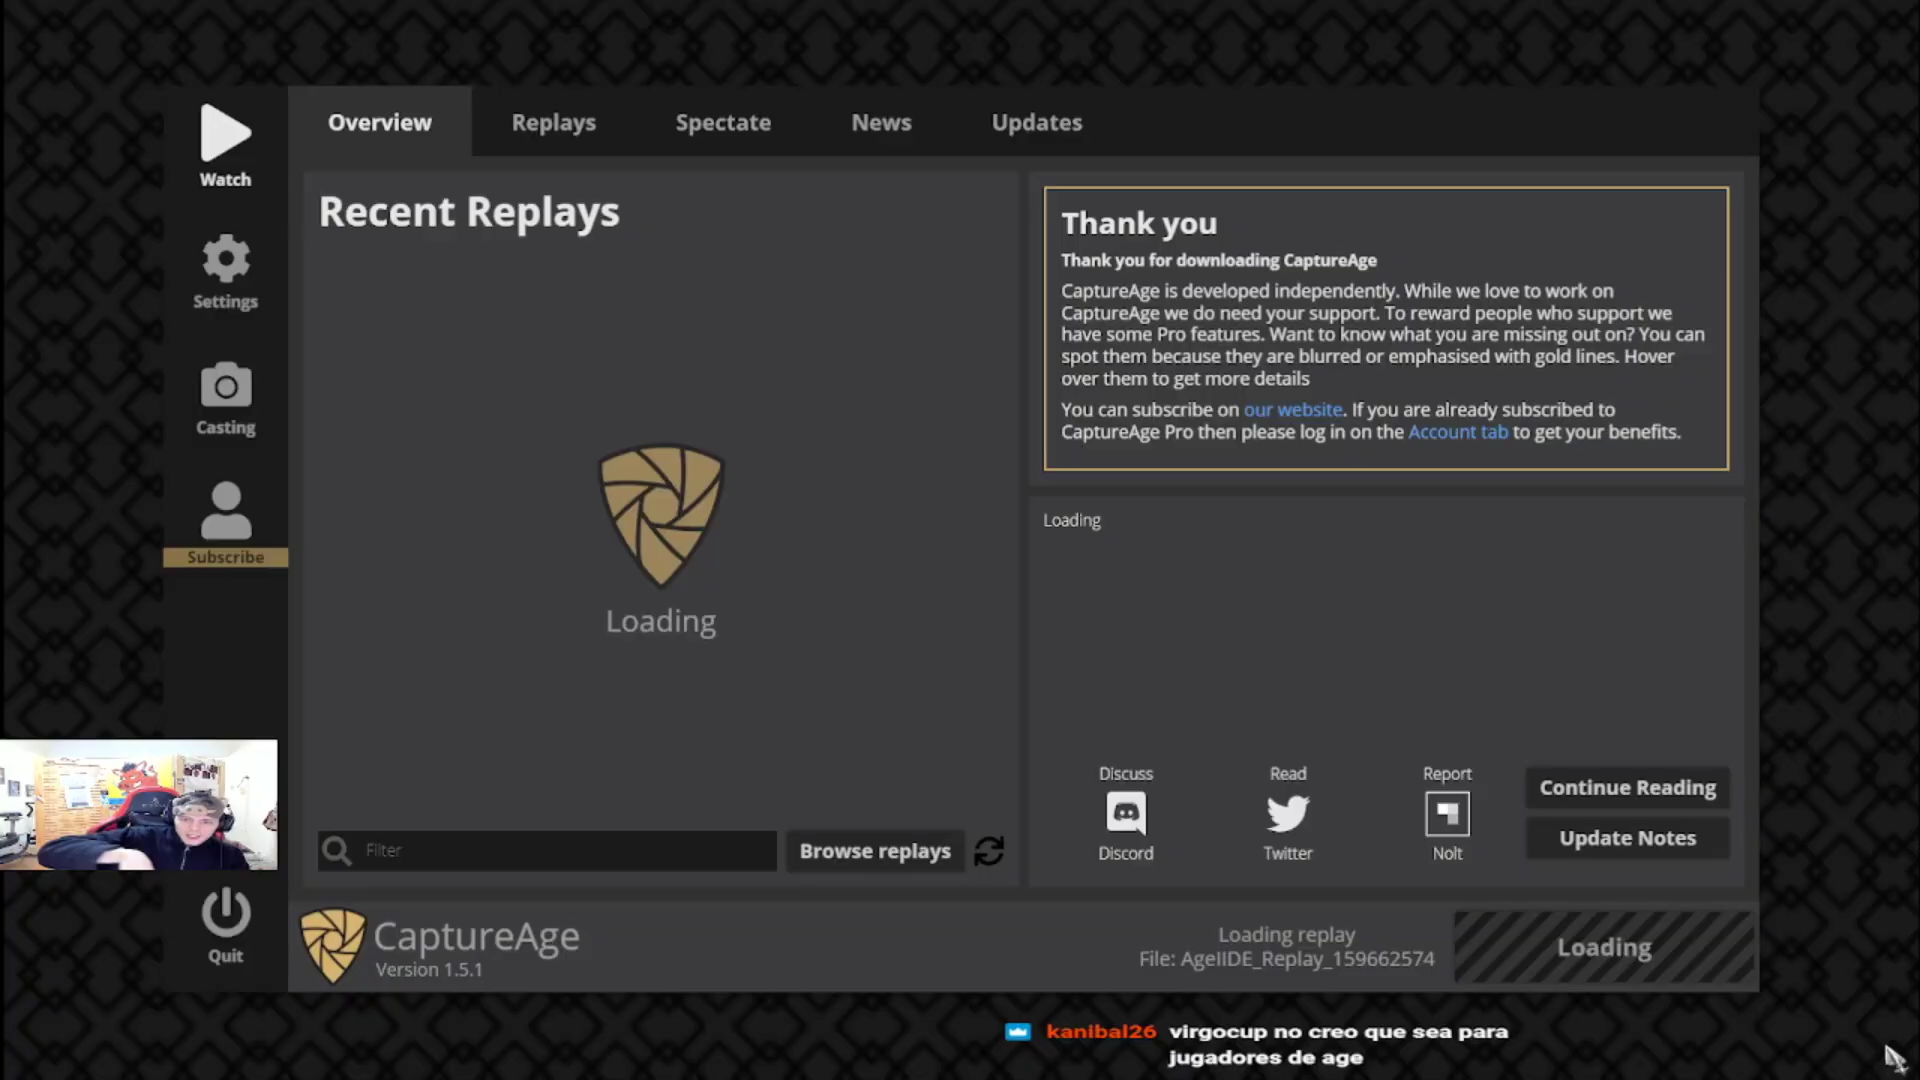 Watch
Settings
Casting
Subscribe
Quit
Overview
Replays
Spectate
News
Updates
Recent Replays
Loading
Filter
Browse replays
Thank you
Thank you for downloading CaptureAge
CaptureAge is developed independently. While we love to work on
CaptureAge we do need your support. To reward people who support we
have some Pro features. Want to know what you are missing out on? You can
spot them because they are blurred or emphasised with gold lines. Hover
over them to get more details
You can subscribe on our website. If you are already subscribed to
CaptureAge Pro then please log in on the Account tab to get your benefits.
Loading
Discuss
Discord
Read
Twitter
Report
Nolt
Continue Reading
Update Notes
CaptureAge
Version 1.5.1
Loading replay
File: AgeIIDE_Replay_159662574
Loading
kanibal26 virgocup no creo que sea para
jugadores de age